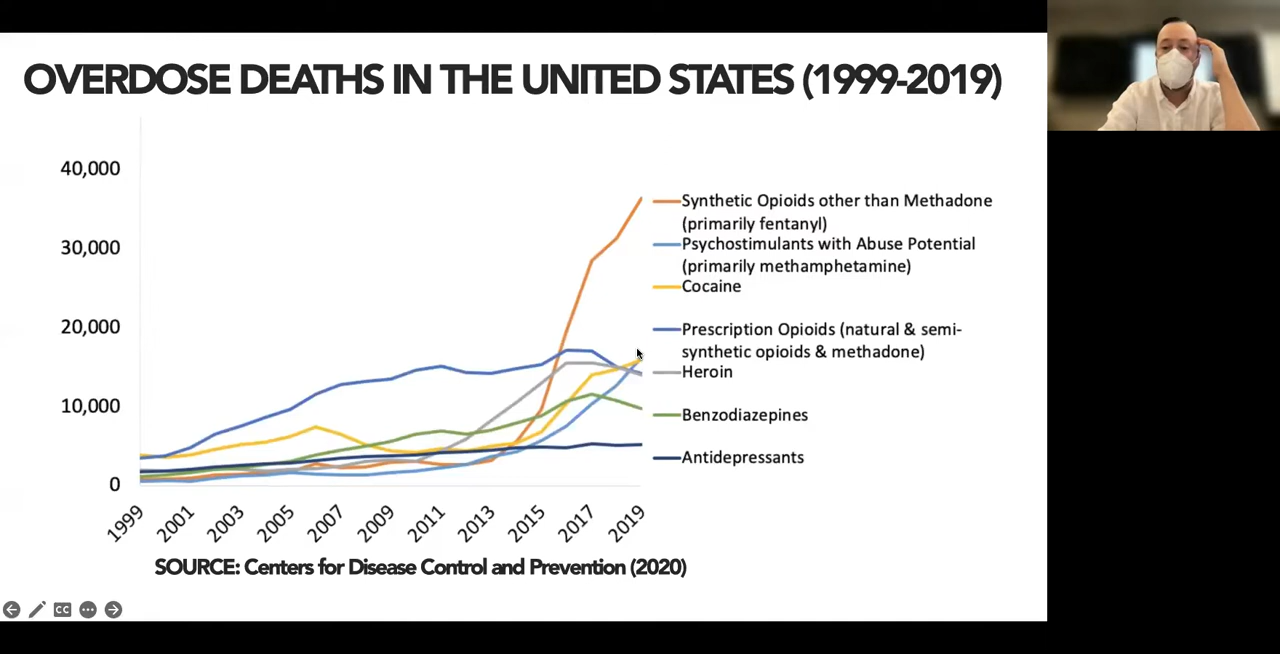 OVERDOSE DEATHS IN THE UNITED STATES (1999-2019)
40,000
30,000
20,000
10,000
0
1999
2001
2003
2005
2007
2009
2011
2013
2015
2017
2019
Synthetic Opioids other than Methadone
(primarily fentanyl)
Psychostimulants with Abuse Potential
(primarily methamphetamine)
Cocaine
Prescription Opioids (natural & semi-
synthetic opioids & methadone)
Heroin
Benzodiazepines
Antidepressants
SOURCE: Centers for Disease Control and Prevention (2020)
CC